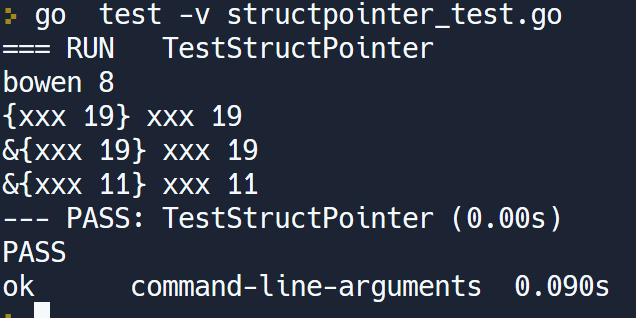 go  test -v structpointer_test.go
=== RUN   TestStructPointer
bowen 8
{xxx 19} xxx 19
&{xxx 19} xxx 19
&{xxx 11} xxx 11
--- PASS: TestStructPointer (0.00s)
PASS
ok      command-line-arguments  0.090s